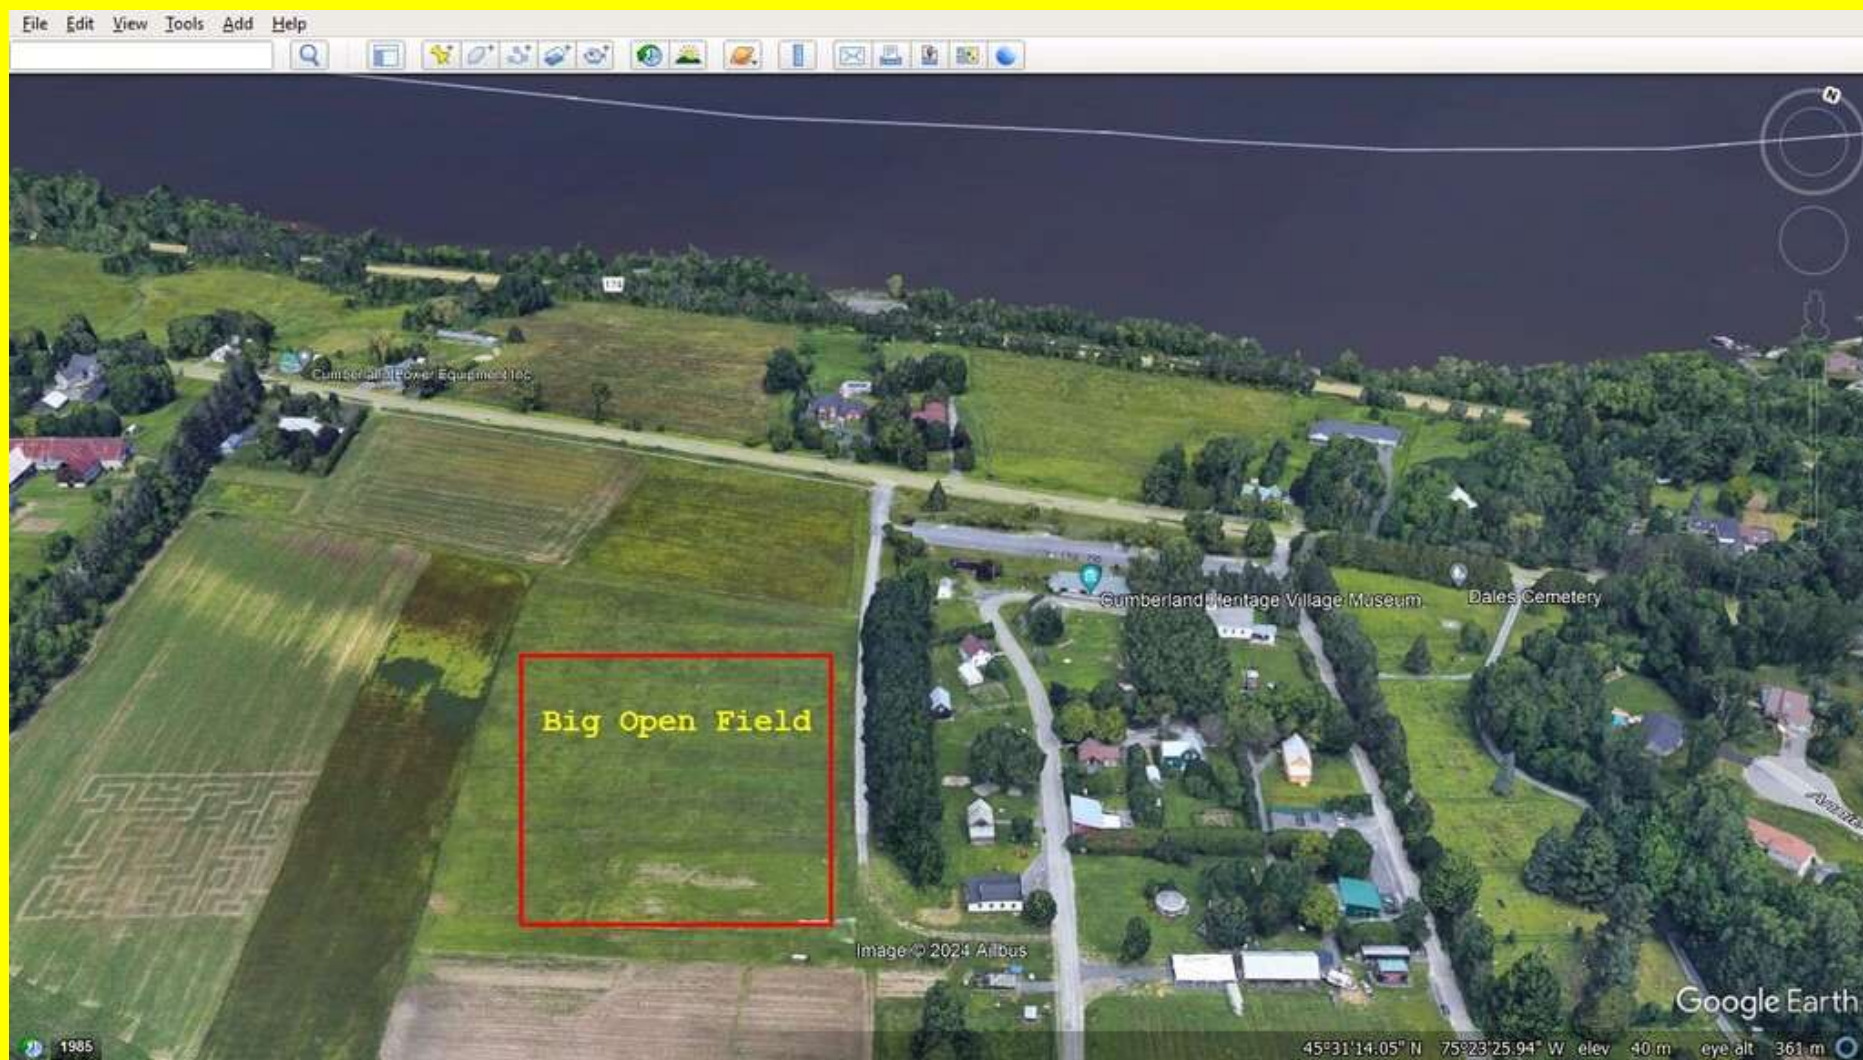 File Edit View Tools Add Help
174
Cumberland Power Equipment Inc
Cumberland Heritage Village Museum
Dales Cemetery
Big Open Field
Image © 2024 Airbus
Google Earth
1985
45°31'14.05" N 75°23'25.94" W elev 40 m eye alt 361 m
N